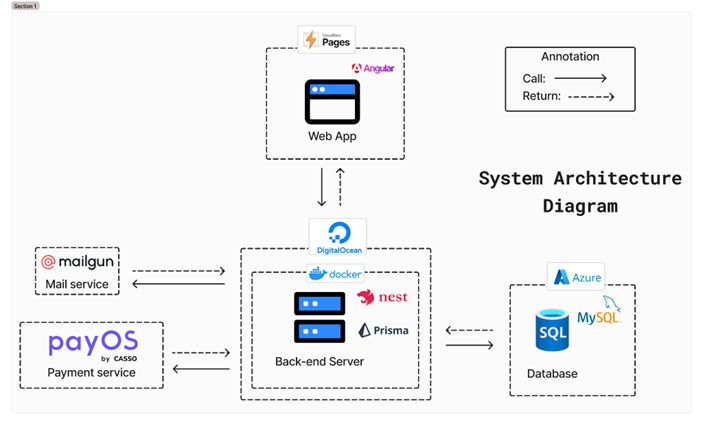 Section 1
Cloudflare
Pages
Angular
Web App
Annotation
Call:
Return:
System Architecture
Diagram
DigitalOcean
mailgun
Mail service
docker
nest
Prisma
Back-end Server
payOS
by CASSO
Payment service
Azure
SQL
MySQL™
Database